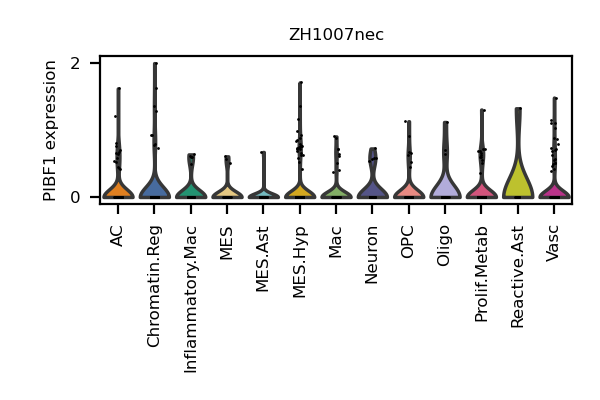 ZH1007nec
PIBF1 expression
2
0
AC
Chromatin.Reg
Inflammatory.Mac
MES
MES.Ast
MES.Hyp
Mac
Neuron
OPC
Oligo
Prolif.Metab
Reactive.Ast
Vasc